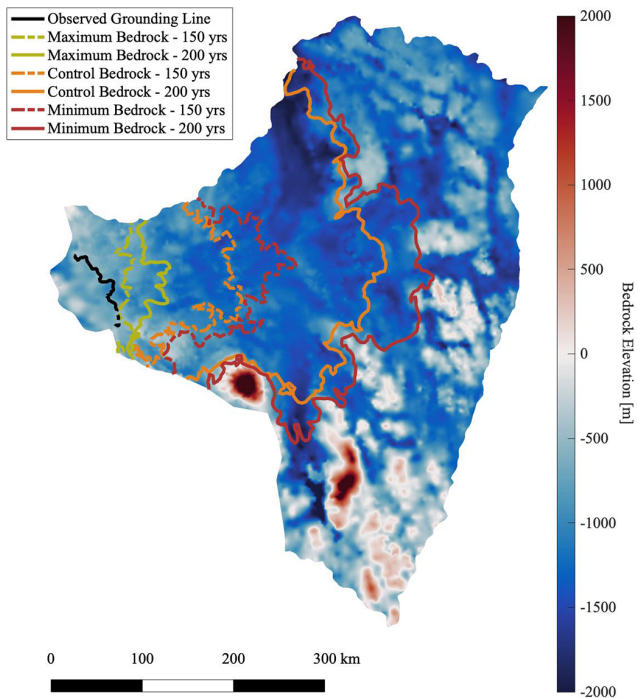 Observed Grounding Line
Maximum Bedrock - 150 yrs
Maximum Bedrock - 200 yrs
Control Bedrock - 150 yrs
Control Bedrock - 200 yrs
Minimum Bedrock - 150 yrs
Minimum Bedrock - 200 yrs
2000
1500
1000
500
0
-500
-1000
-1500
-2000
Bedrock Elevation [m]
0 100 200 300 km